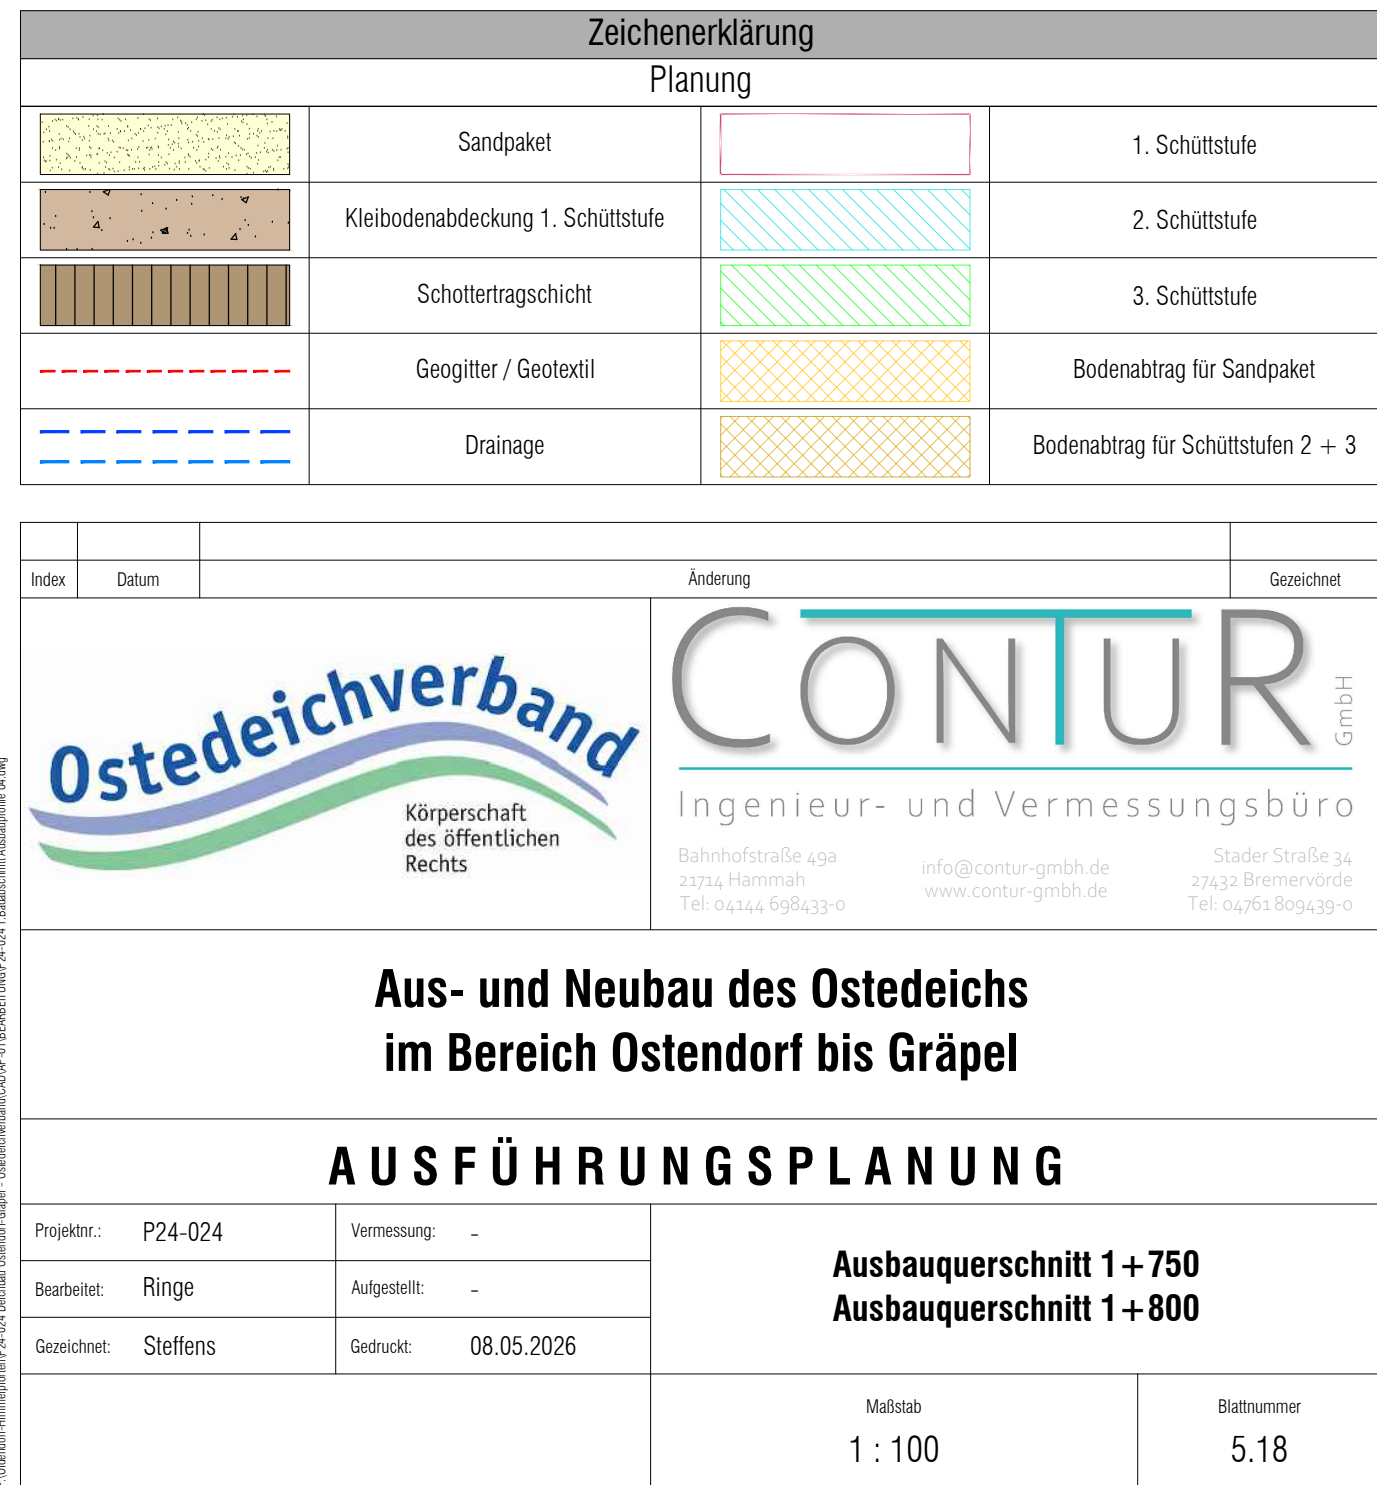 Zeichenerklärung
Planung
Sandpaket
1. Schüttstufe
Kleibodenabdeckung 1. Schüttstufe
2. Schüttstufe
Schottertragschicht
3. Schüttstufe
Geogitter / Geotextil
Bodenabtrag für Sandpaket
Drainage
Bodenabtrag für Schüttstufen 2 + 3
Index
Datum
Änderung
Gezeichnet
Ostedeichverband
Körperschaft
des öffentlichen
Rechts
CONTUR
GmbH
Ingenieur- und Vermessungsbüro
Bahnhofstraße 49a
21714 Hammah
Tel: 04144 698433-0
info@contur-gmbh.de
www.contur-gmbh.de
Stader Straße 34
27432 Bremervörde
Tel: 04761 809439-0
Aus- und Neubau des Ostedeichs
im Bereich Ostendorf bis Gräpel
AUSFÜHRUNGSPLANUNG
Projektnr.: P24-024
Vermessung: -
Bearbeitet: Ringe
Aufgestellt: -
Gezeichnet: Steffens
Gedruckt: 08.05.2026
Ausbauquerschnitt 1+750
Ausbauquerschnitt 1+800
Maßstab
1 : 100
Blattnummer
5.18